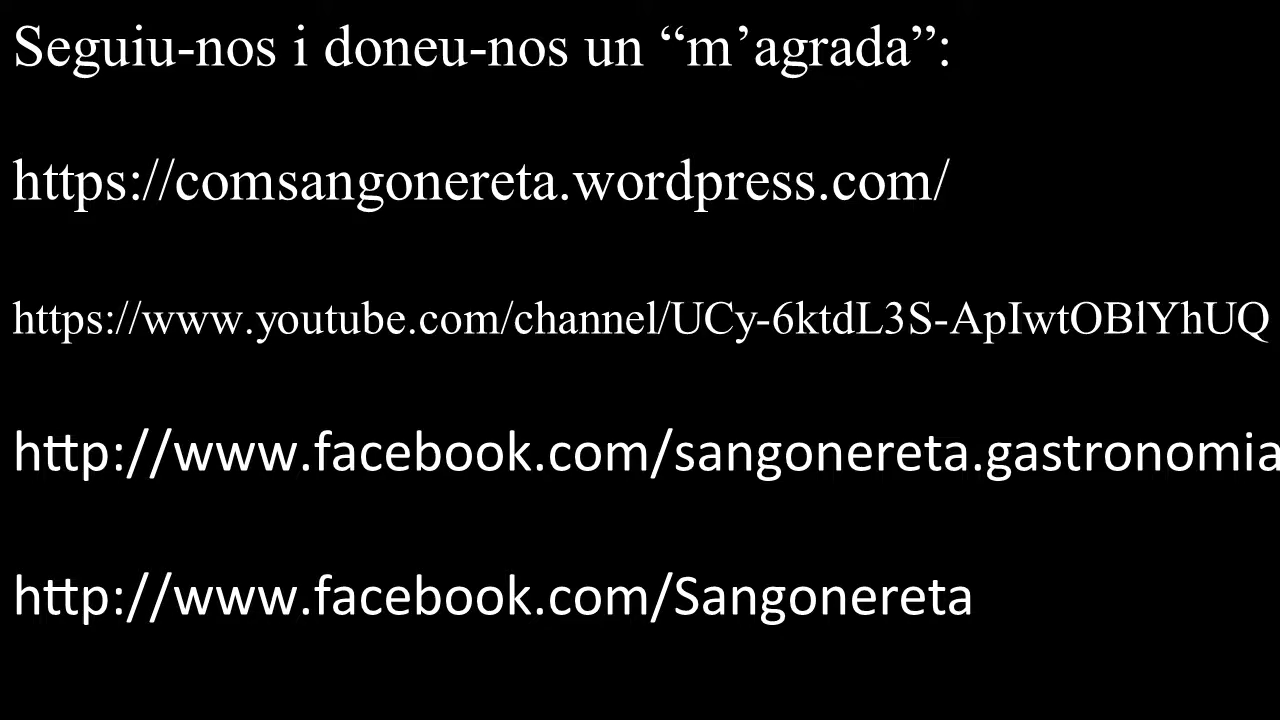 Seguiu-nos i doneu-nos un “m’agrada”:
https://comsangonereta.wordpress.com/
https://www.youtube.com/channel/UCy-6ktdL3S-ApIwtOBlYhUQ
http://www.facebook.com/sangonereta.gastronomia
http://www.facebook.com/Sangonereta